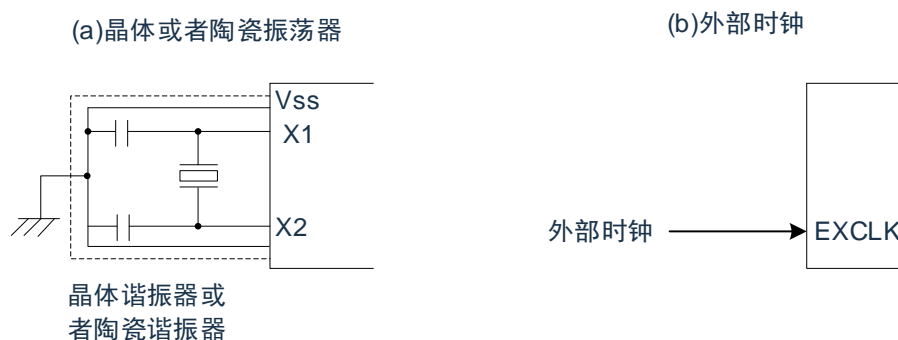 (a)晶体或者陶瓷振荡器
(b)外部时钟
Vss
X1
X2
外部时钟
EXCLK
晶体谐振器或
者陶瓷谐振器